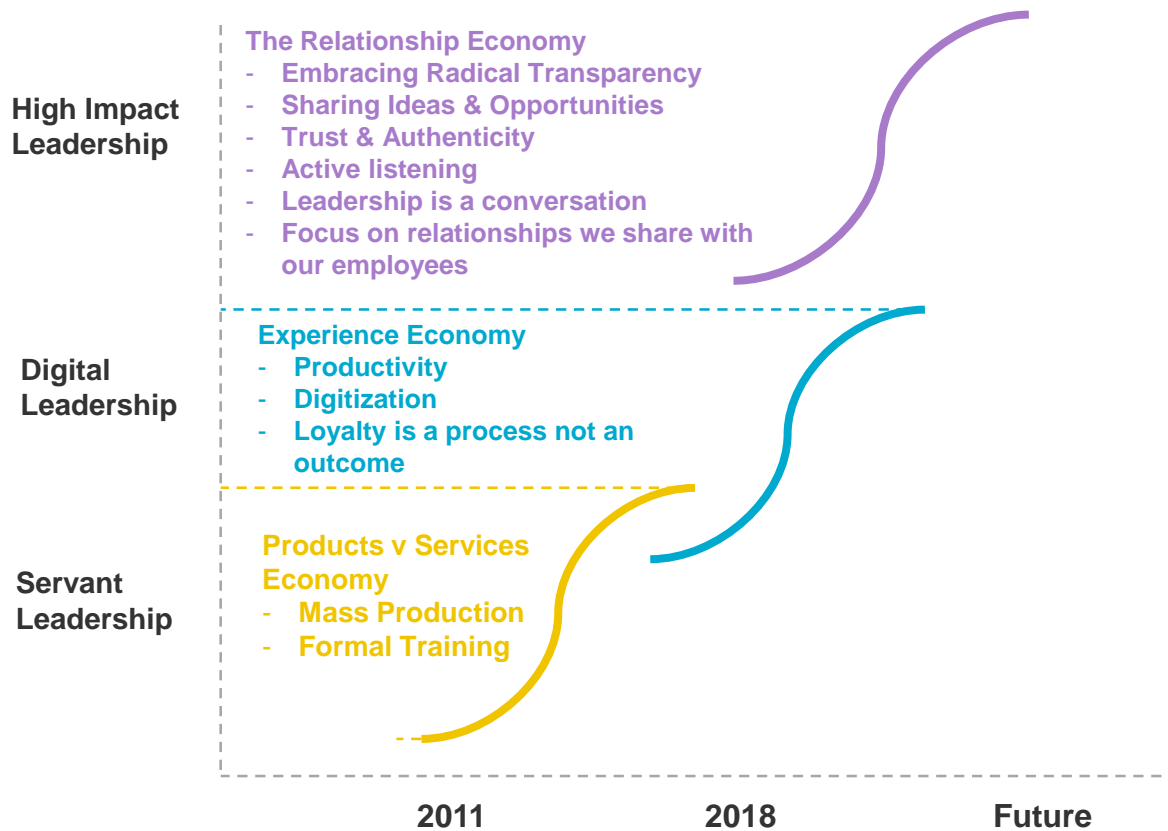 The Relationship Economy
- Embracing Radical Transparency
- Sharing Ideas & Opportunities
- Trust & Authenticity
- Active listening
- Leadership is a conversation
- Focus on relationships we share with
our employees
High Impact
Leadership
Experience Economy
- Productivity
- Digitization
- Loyalty is a process not an
outcome
Digital
Leadership
Products v Services
Economy
- Mass Production
- Formal Training
Servant
Leadership
2011
2018
Future